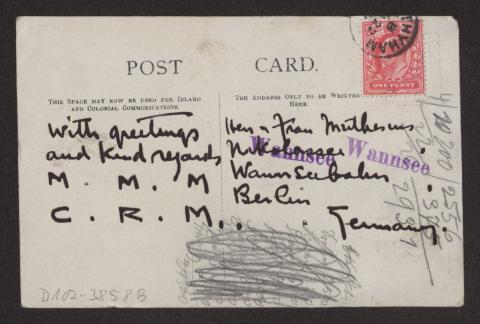 POST CARD.
THIS SPACE MAY NOW BE USED FOR INLAND
AND COLONIAL COMMUNICATIONS.
THE ADDRESS ONLY TO BE WRITTEN
HERE.
ONE PENNY
With greetings
and kind regards
M. M. M
C. R. M..
Herr & Frau Muthesius.
Nikolassee
Wannsee Wannsee
Wannseebahn
Berlin
Germany.
D102-3858B